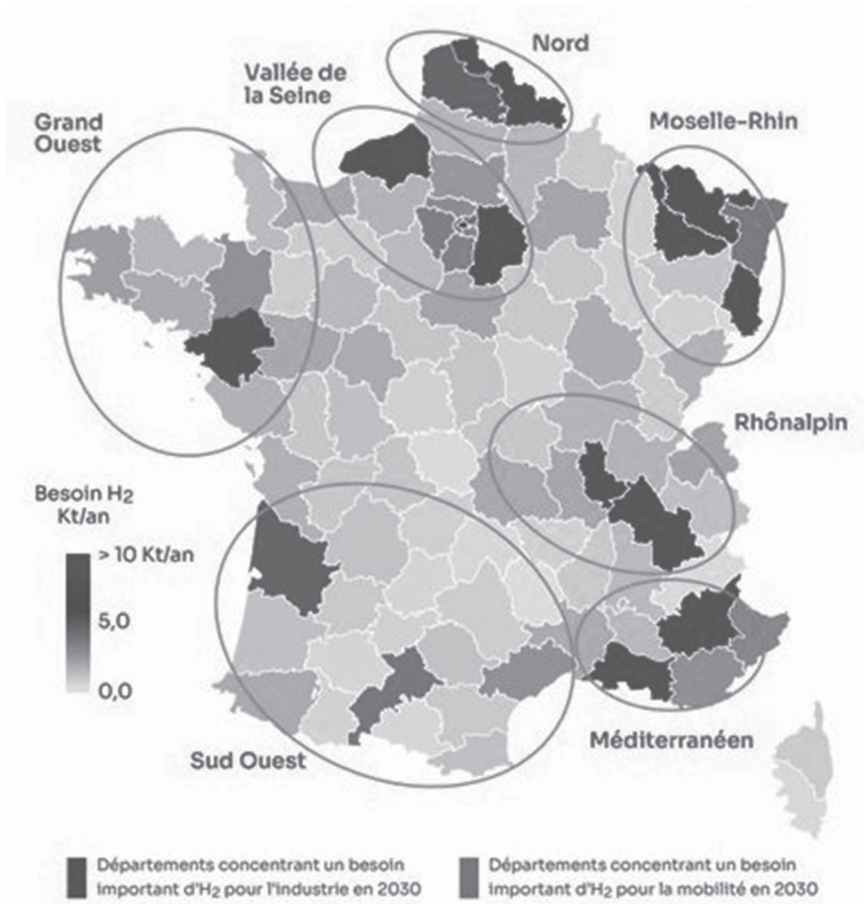 Nord
Vallée de
la Seine
Grand
Ouest
Moselle-Rhin
Rhônalpin
Besoin H₂
Kt/an
> 10 Kt/an
5,0
0,0
Sud Ouest
Méditerranéen
Départements concentrant un besoin
important d'H₂ pour l'industrie en 2030
Départements concentrant un besoin
important d'H₂ pour la mobilité en 2030